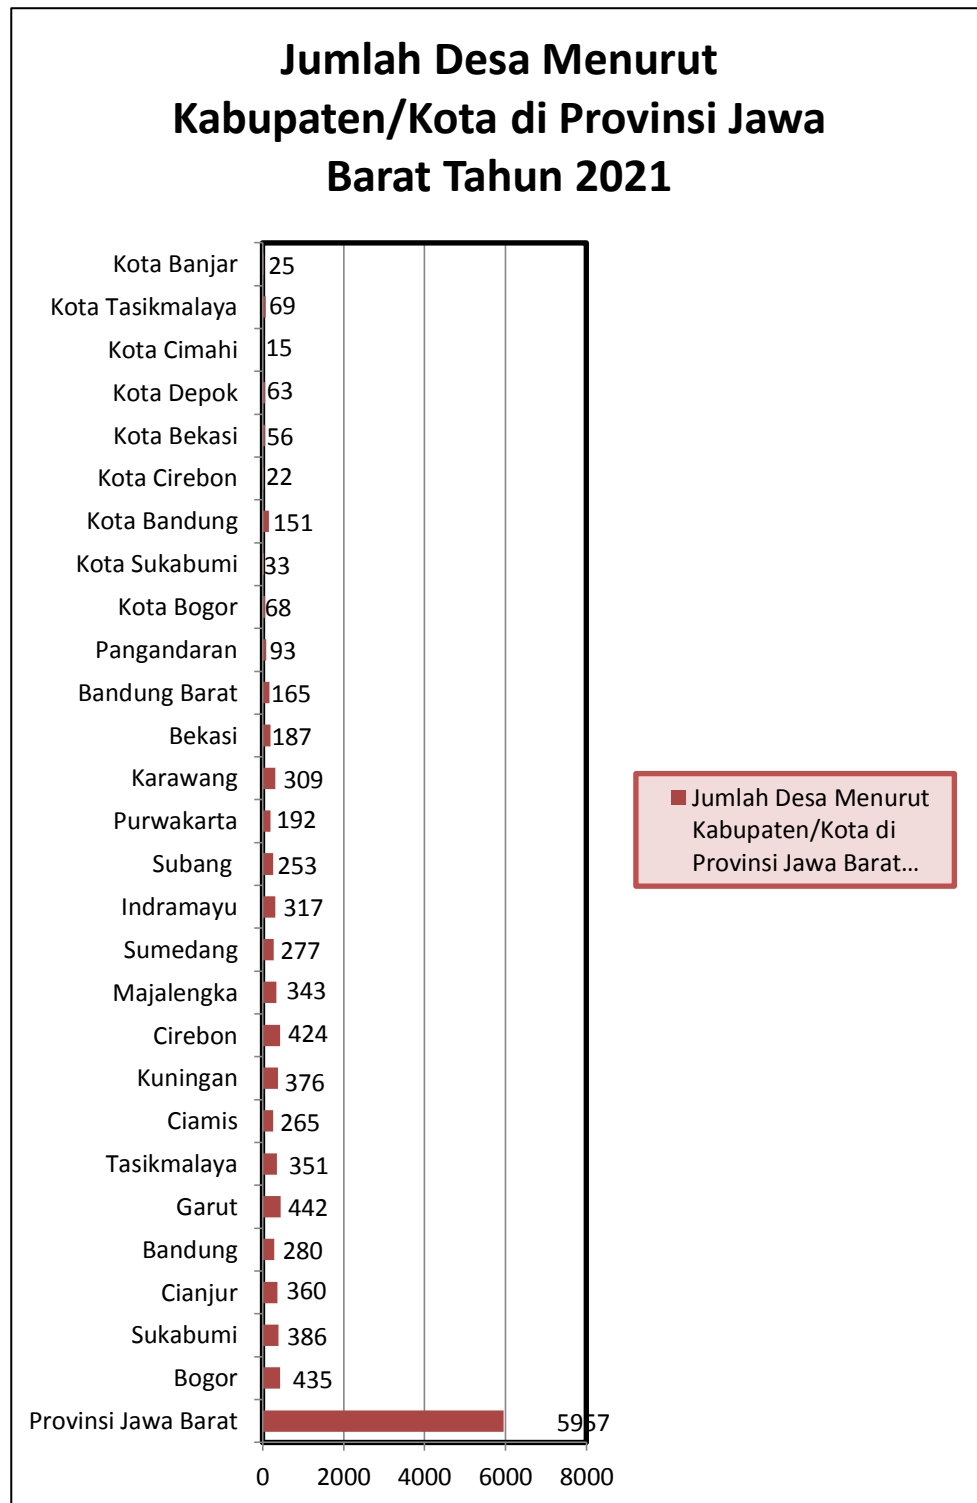 Jumlah Desa Menurut
Kabupaten/Kota di Provinsi Jawa
Barat Tahun 2021
Kota Banjar 25
Kota Tasikmalaya 69
Kota Cimahi 15
Kota Depok 63
Kota Bekasi 56
Kota Cirebon 22
Kota Bandung 151
Kota Sukabumi 33
Kota Bogor 68
Pangandaran 93
Bandung Barat 165
Bekasi 187
Karawang 309
Purwakarta 192
Subang 253
Indramayu 317
Sumedang 277
Majalengka 343
Cirebon 424
Kuningan 376
Ciamis 265
Tasikmalaya 351
Garut 442
Bandung 280
Cianjur 360
Sukabumi 386
Bogor 435
Provinsi Jawa Barat 5957
0 2000 4000 6000 8000
Jumlah Desa Menurut
Kabupaten/Kota di
Provinsi Jawa Barat...